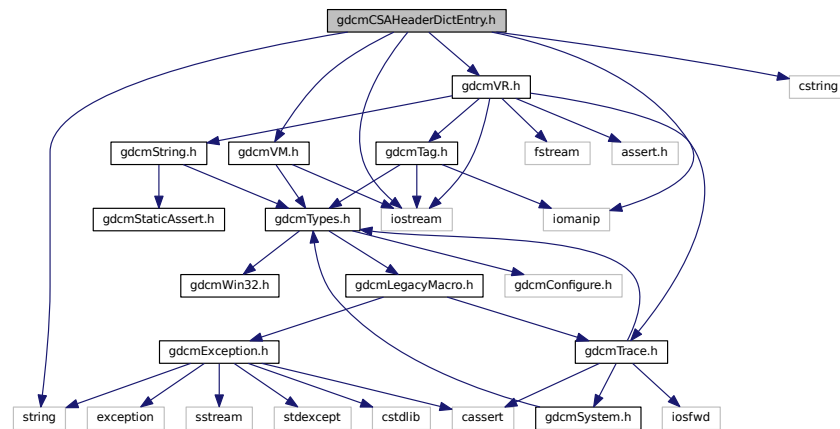 gdcmCSAHeaderDictEntry.h
gdcmVR.h
cstring
gdcmString.h
gdcmVM.h
gdcmTag.h
fstream
assert.h
gdcmStaticAssert.h
gdcmTypes.h
iostream
iomanip
gdcmWin32.h
gdcmLegacyMacro.h
gdcmConfigure.h
gdcmException.h
gdcmTrace.h
string
exception
sstream
stdexcept
cstdlib
cassert
gdcmSystem.h
iosfwd